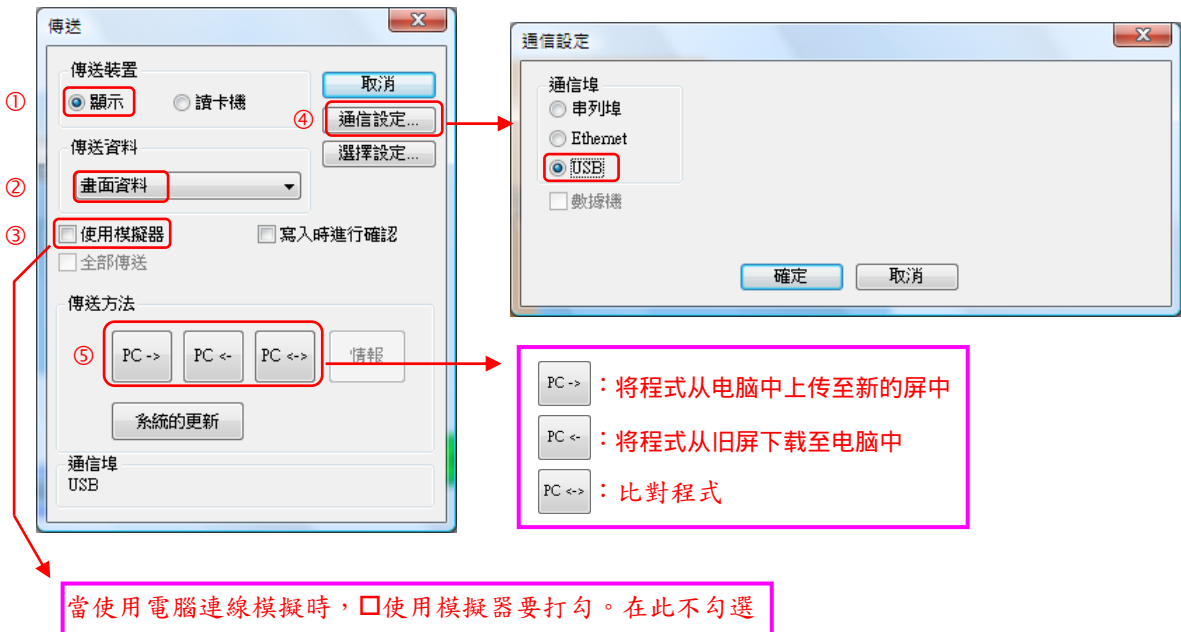 傳送
傳送裝置
① 顯示 讀卡機
取消
④ 通信設定...
選擇設定...
傳送資料
② 畫面資料
③ 使用模擬器 寫入時進行確認
全部傳送
傳送方法
⑤ PC -> PC <- PC <-> 情報
系統的更新
通信埠
USB
通信設定
通信埠
串列埠
Ethernet
USB
數據機
確定 取消
PC -> ：将程式从电脑中上传至新的屏中
PC <- ：将程式从旧屏下载至电脑中
PC <-> ：比對程式
當使用電腦連線模擬時，□使用模擬器要打勾。在此不勾選